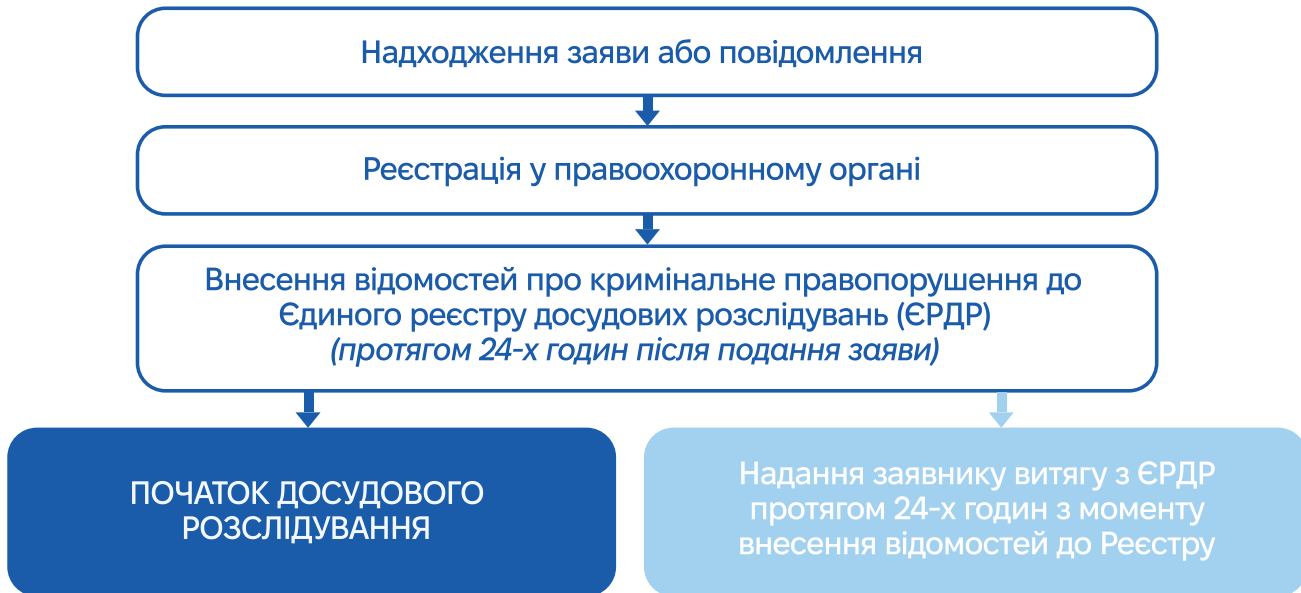 Надходження заяви або повідомлення
Реєстрація у правоохоронному органі
Внесення відомостей про кримінальне правопорушення до
Єдиного реєстру досудових розслідувань (ЄРДР)
(протягом 24-х годин після подання заяви)
ПОЧАТОК ДОСУДОВОГО
РОЗСЛІДУВАННЯ
Надання заявнику витягу з ЄРДР
протягом 24-х годин з моменту
внесення відомостей до Реєстру